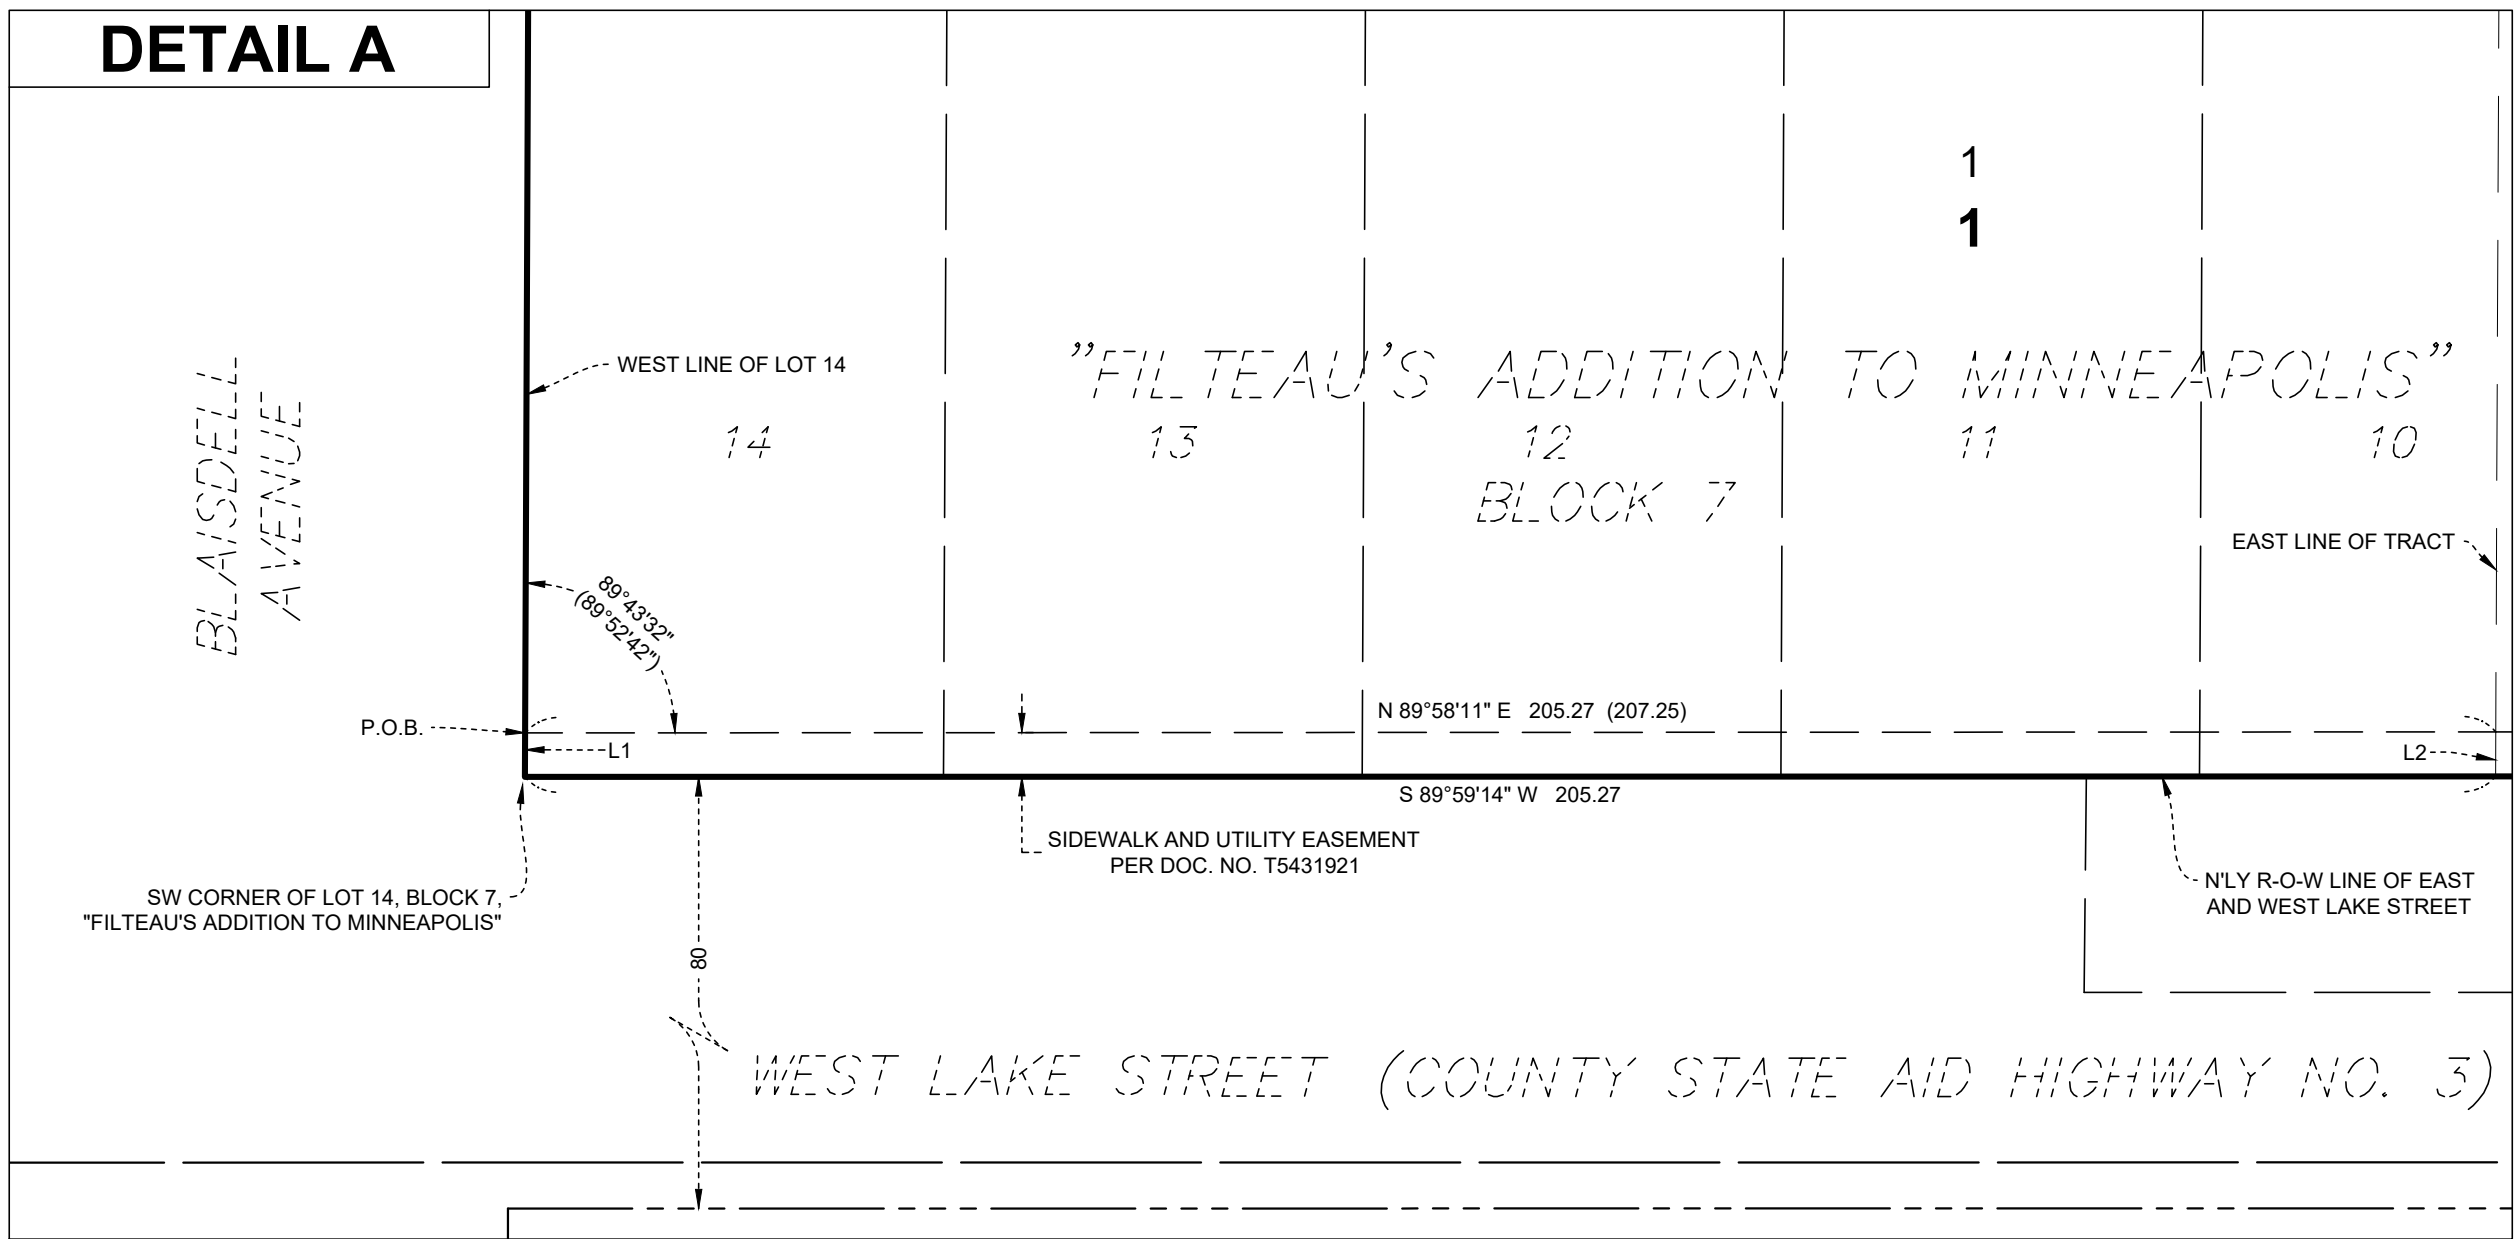 DETAIL A
1
1
WEST LINE OF LOT 14
"FILTEAU'S ADDITION TO MINNEAPOLIS"
14
13
12
11
10
BLOCK 7
BLAISDELL
AVENUE
EAST LINE OF TRACT
89°43'32"
(89°52'42")
P.O.B.
N 89°58'11" E 205.27 (207.25)
L1
L2
S 89°59'14" W 205.27
SIDEWALK AND UTILITY EASEMENT
PER DOC. NO. T5431921
SW CORNER OF LOT 14, BLOCK 7,
"FILTEAU'S ADDITION TO MINNEAPOLIS"
N'LY R-O-W LINE OF EAST
AND WEST LAKE STREET
80
WEST LAKE STREET (COUNTY STATE AID HIGHWAY NO. 3)